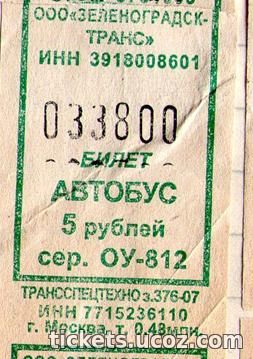 ООО«ЗЕЛЕНОГРАДСК-
ТРАНС»
ИНН 3918008601
033800
БИЛЕТ
АВТОБУС
5 рублей
сер. ОУ-812
ТРАНССПЕЦТЕХНО з.376-07
ИНН 7715236110
г. Москва, т. 0,48млн.
tickets.ucoz.com